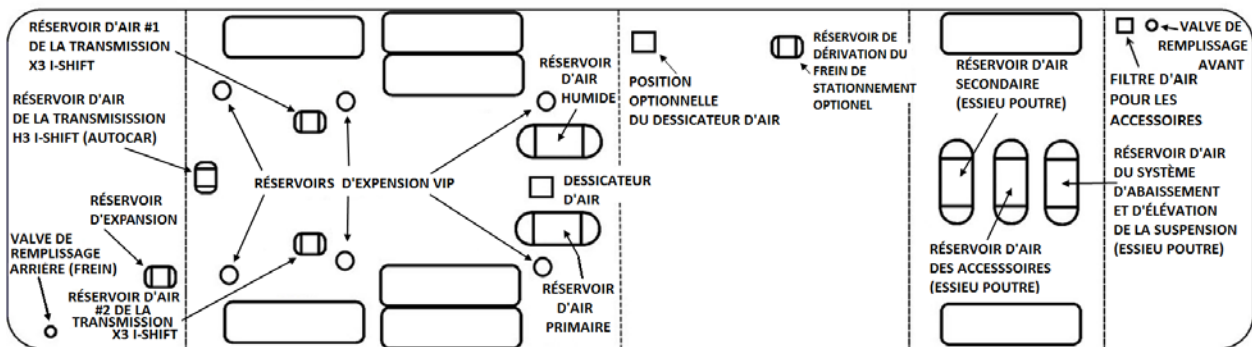 RÉSERVOIR D'AIR #1
DE LA TRANSMISSION
X3 I-SHIFT
RÉSERVOIR D'AIR
DE LA TRANSMISISSION
H3 I-SHIFT (AUTOCAR)
RÉSERVOIR
D'EXPANSION
VALVE DE
REMPLISSAGE
ARRIÈRE (FREIN)
RÉSERVOIR D'AIR
#2 DE LA
TRANSMISSION
X3 I-SHIFT
RÉSERVOIRS D'EXPENSION VIP
RÉSERVOIR
D'AIR
HUMIDE
DESSICATEUR
D'AIR
RÉSERVOIR
D'AIR
PRIMAIRE
POSITION
OPTIONNELLE
DU DESSICATEUR D'AIR
RÉSERVOIR DE
DÉRIVATION DU
FREIN DE
STATIONNEMENT
OPTIONEL
RÉSERVOIR D'AIR
SECONDAIRE
(ESSIEU POUTRE)
RÉSERVOIR D'AIR
DES ACCESSSOIRES
(ESSIEU POUTRE)
VALVE DE
REMPLISSAGE
AVANT
FILTRE D'AIR
POUR LES
ACCESSOIRES
RÉSERVOIR D'AIR
DU SYSTÈME
D'ABAISSEMENT
ET D'ÉLÉVATION
DE LA SUSPENSION
(ESSIEU POUTRE)